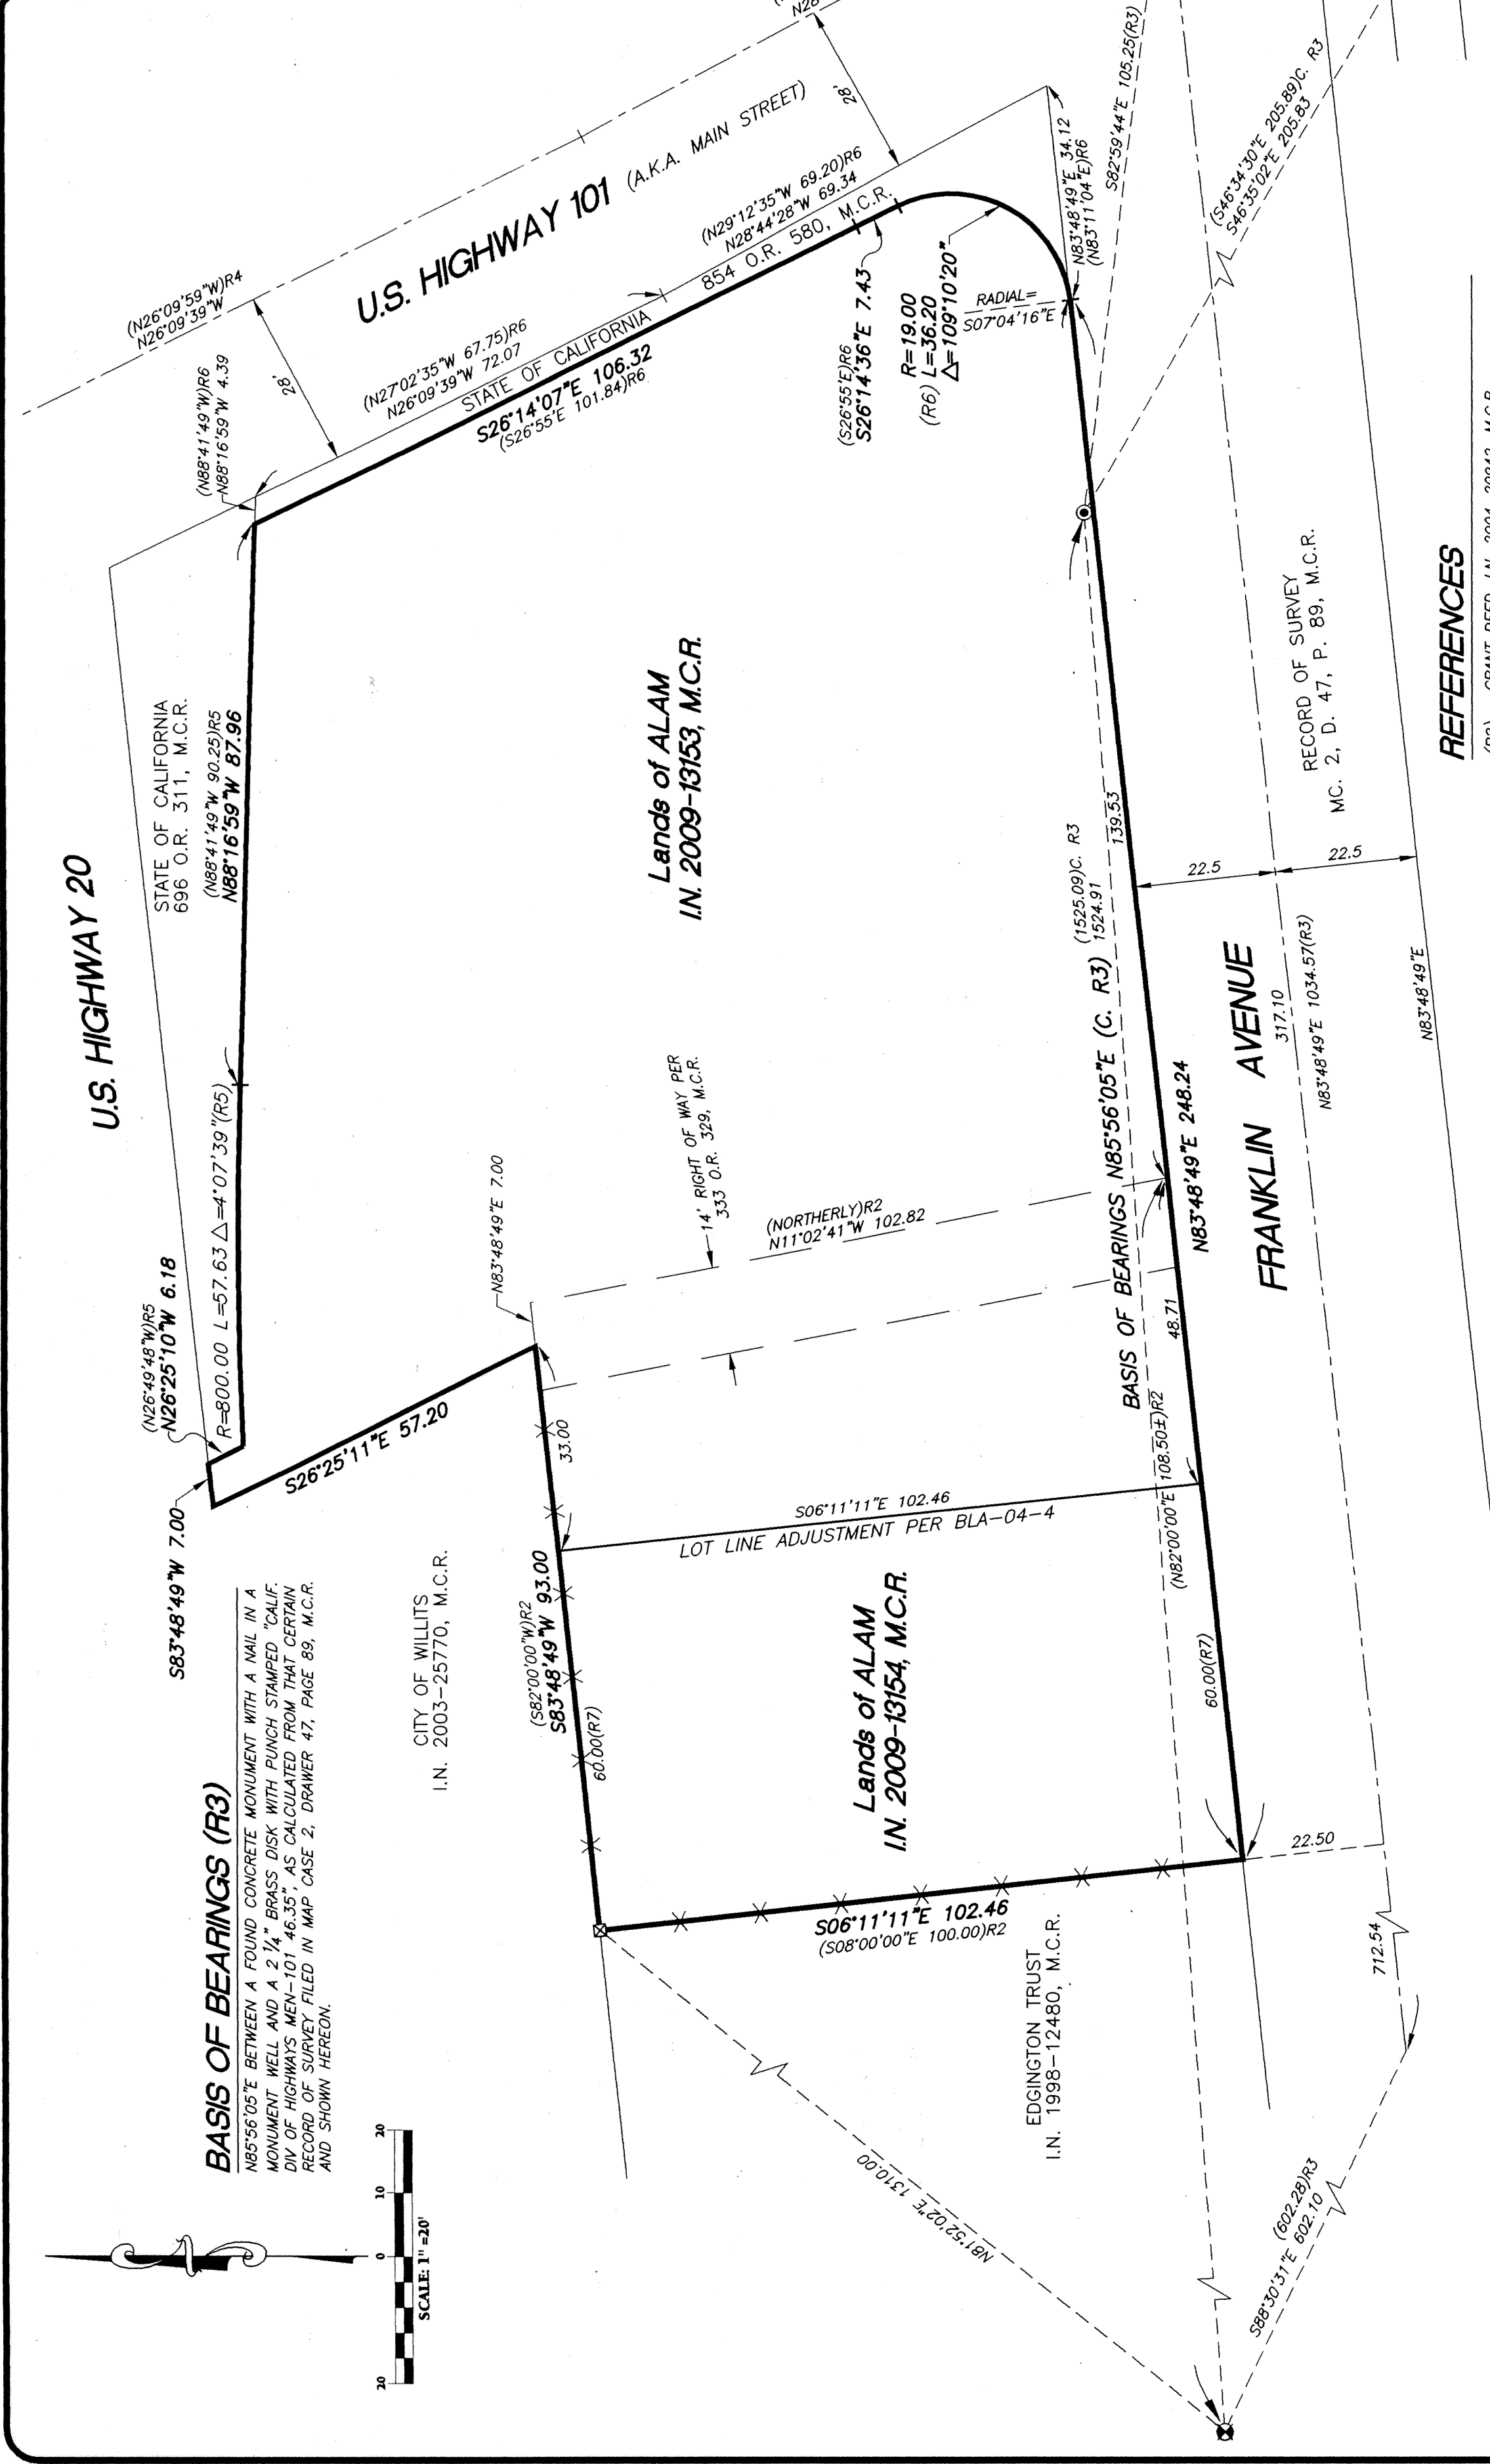 U.S. HIGHWAY 20
U.S. HIGHWAY 101 (A.K.A. MAIN STREET)
(N26°09'59"W)R4
N26°09'39"W
28'
28'
(N88°41'49"W)R6
N88°16'59"W 4.39
(N27°02'35"W 67.75)R6
N26°09'39"W 72.07
STATE OF CALIFORNIA
S26°14'07"E 106.32
(S26°55'E 101.84)R6
(N29°12'35"W 69.20)R6
N28°44'28"W 69.34
854 O.R. 580, M.C.R.
(S26°55'E)R6
S26°14'36"E 7.43
R=19.00
(R6) L=36.20
Δ=109°10'20"
RADIAL=
S07°04'16"E
N83°48'49"E 34.12
(N83°11'04"E)R6
S82°59'44"E 105.25(R3)
(S46°34'30"E 205.89)C. R3
S46°35'02"E 205.83
STATE OF CALIFORNIA
696 O.R. 311, M.C.R.
(N88°41'49"W 90.25)R5
N88°16'59"W 87.96
R=800.00 L=57.63 Δ=4°07'39"(R5)
(N26°49'48"W)R5
N26°25'10"W 6.18
S83°48'49"W 7.00
S26°25'11"E 57.20
N83°48'49"E 7.00
Lands of ALAM
I.N. 2009-13153, M.C.R.
14' RIGHT OF WAY PER
333 O.R. 329, M.C.R.
(NORTHERLY)R2
N11°02'41"W 102.82
33.00
S06°11'11"E 102.46
LOT LINE ADJUSTMENT PER BLA-04-4
(S82°00'00"W)R2
S83°48'49"W 93.00
60.00(R7)
CITY OF WILLITS
I.N. 2003-25770, M.C.R.
Lands of ALAM
I.N. 2009-13154, M.C.R.
S06°11'11"E 102.46
(S08°00'00"E 100.00)R2
EDGINGTON TRUST
I.N. 1998-12480, M.C.R.
BASIS OF BEARINGS N85°56'05"E (C. R3)
(1525.09)C. R3
1524.91
139.53
(N82°00'00"E 108.50±)R2
48.71
60.00(R7)
N83°48'49"E 248.24
FRANKLIN AVENUE
317.10
N83°48'49"E 1034.57(R3)
22.5
22.5
N83°48'49"E
RECORD OF SURVEY
MC. 2, D. 47, P. 89, M.C.R.
22.50
712.54
N81°52'02"E 1310.00
(602.28)R3
S88°30'31"E 602.10
BASIS OF BEARINGS (R3)
N85°56'05"E BETWEEN A FOUND CONCRETE MONUMENT WITH A NAIL IN A
MONUMENT WELL AND A 2 1/4" BRASS DISK WITH PUNCH STAMPED "CALIF.
DIV OF HIGHWAYS MEN-101 46.35", AS CALCULATED FROM THAT CERTAIN
RECORD OF SURVEY FILED IN MAP CASE 2, DRAWER 47, PAGE 89, M.C.R.
AND SHOWN HEREON.
20 10 0 20
SCALE: 1" =20'
REFERENCES